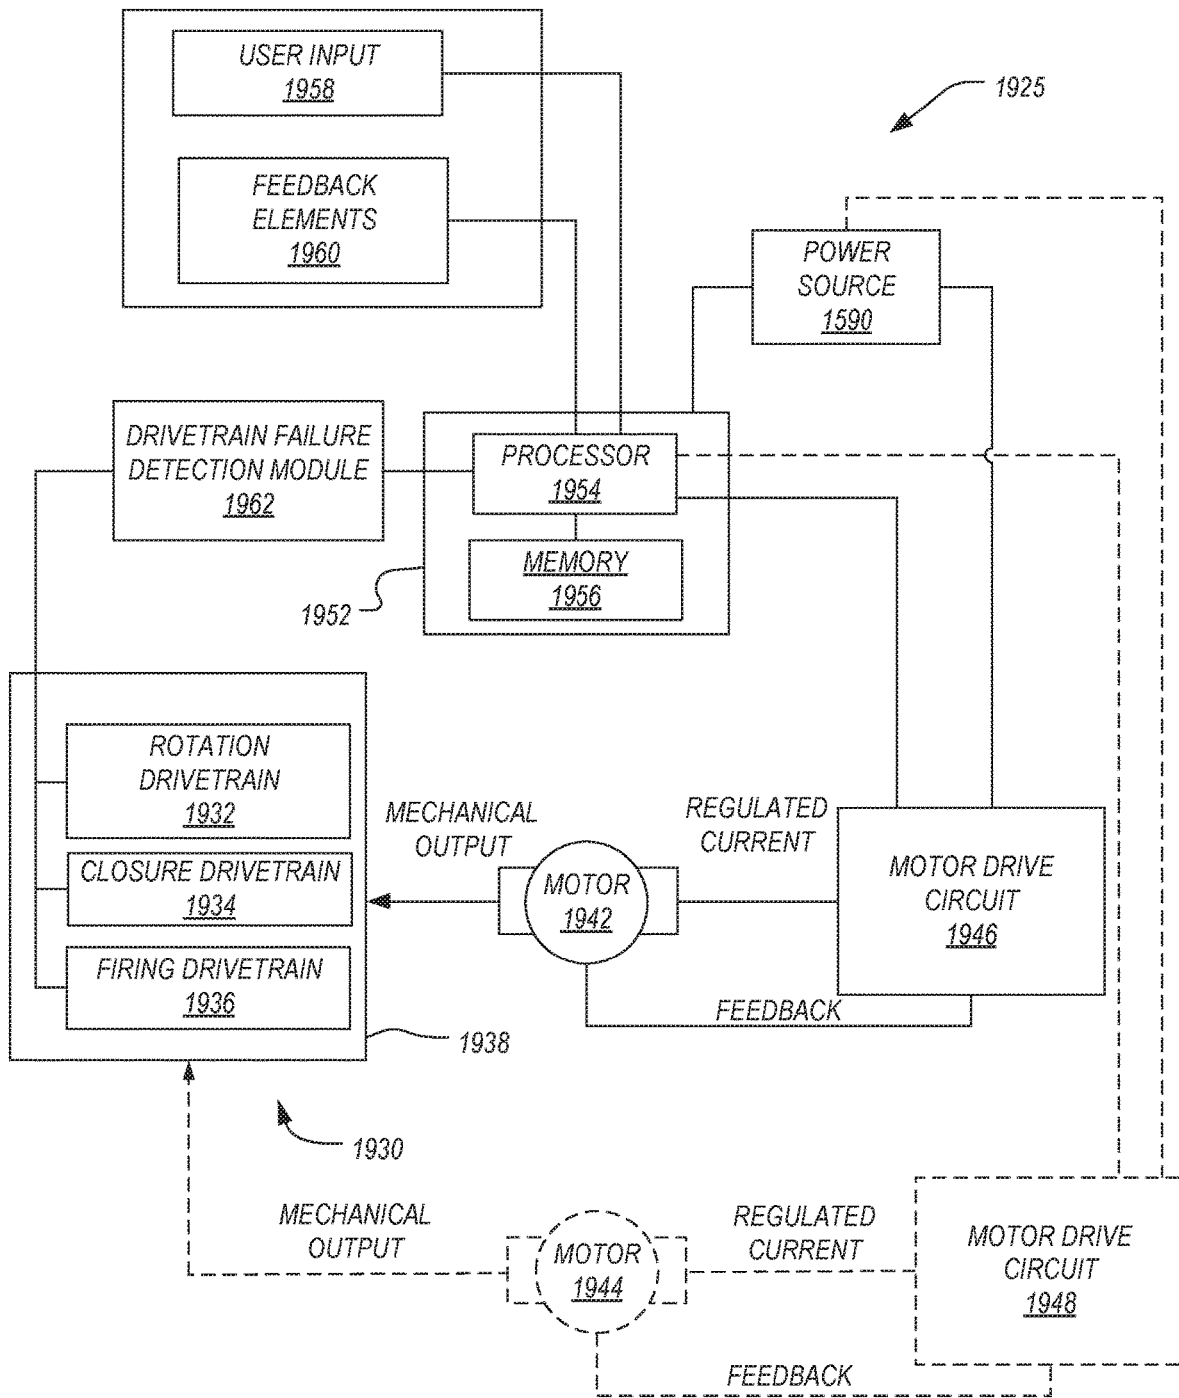 USER INPUT
1958
1925
FEEDBACK
ELEMENTS
1960
POWER
SOURCE
1590
DRIVETRAIN FAILURE
DETECTION MODULE
1962
PROCESSOR
1954
MEMORY
1956
1952
ROTATION
DRIVETRAIN
1932
CLOSURE DRIVETRAIN
1934
FIRING DRIVETRAIN
1936
1938
1930
MECHANICAL
OUTPUT
MOTOR
1942
REGULATED
CURRENT
MOTOR DRIVE
CIRCUIT
1946
FEEDBACK
MECHANICAL
OUTPUT
MOTOR
1944
REGULATED
CURRENT
MOTOR DRIVE
CIRCUIT
1948
FEEDBACK